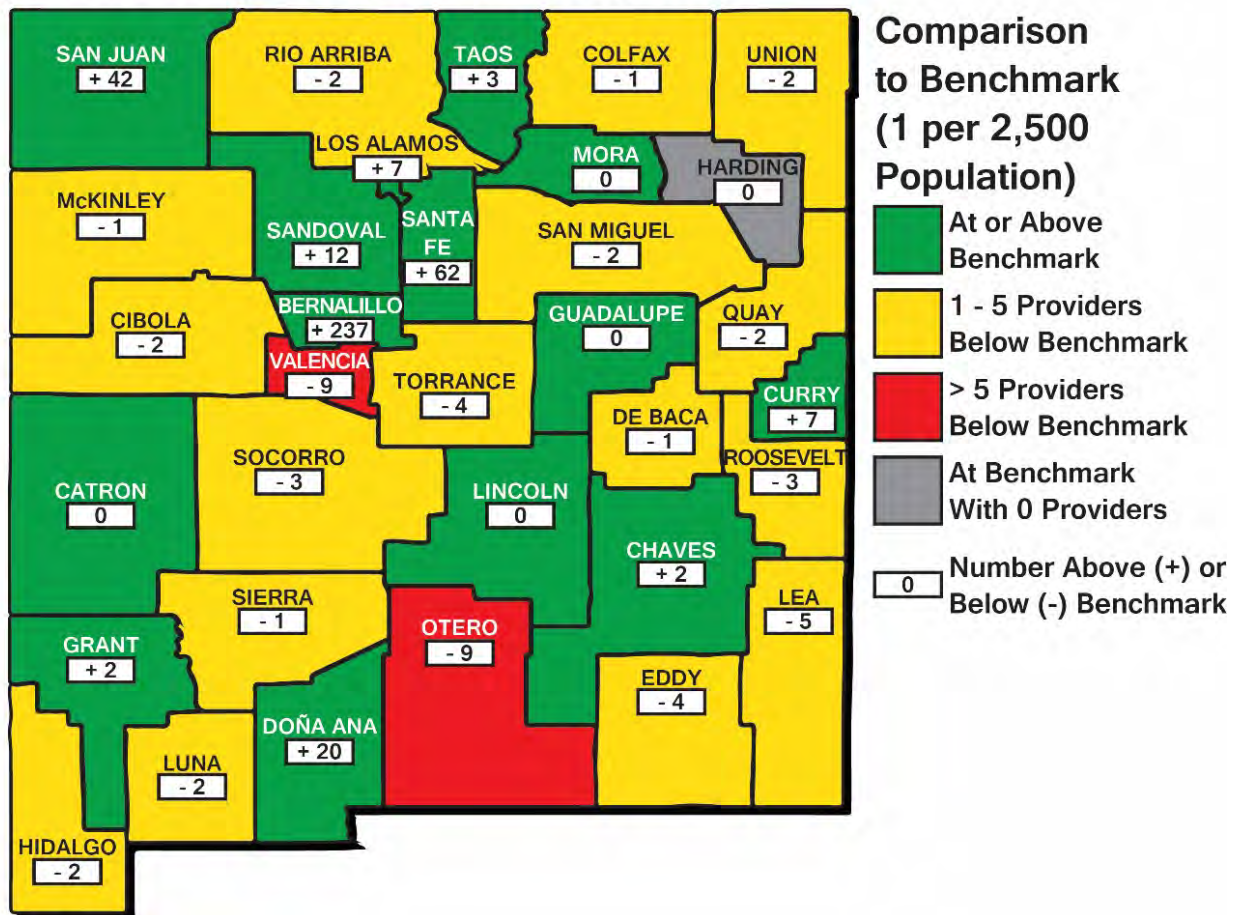 SAN JUAN
+ 42
RIO ARRIBA
- 2
TAOS
+ 3
COLFAX
- 1
UNION
- 2
LOS ALAMOS
+ 7
MORA
0
HARDING
0
McKINLEY
- 1
SANDOVAL
+ 12
SANTA
FE
+ 62
SAN MIGUEL
- 2
CIBOLA
- 2
BERNALILLO
+ 237
GUADALUPE
0
QUAY
- 2
VALENCIA
- 9
TORRANCE
- 4
CURRY
+ 7
DE BACA
- 1
SOCORRO
- 3
ROOSEVELT
- 3
CATRON
0
LINCOLN
0
CHAVES
+ 2
SIERRA
- 1
LEA
- 5
GRANT
+ 2
OTERO
- 9
EDDY
- 4
DOÑA ANA
+ 20
LUNA
- 2
HIDALGO
- 2
Comparison
to Benchmark
(1 per 2,500
Population)
At or Above
Benchmark
1 - 5 Providers
Below Benchmark
> 5 Providers
Below Benchmark
At Benchmark
With 0 Providers
0
Number Above (+) or
Below (-) Benchmark